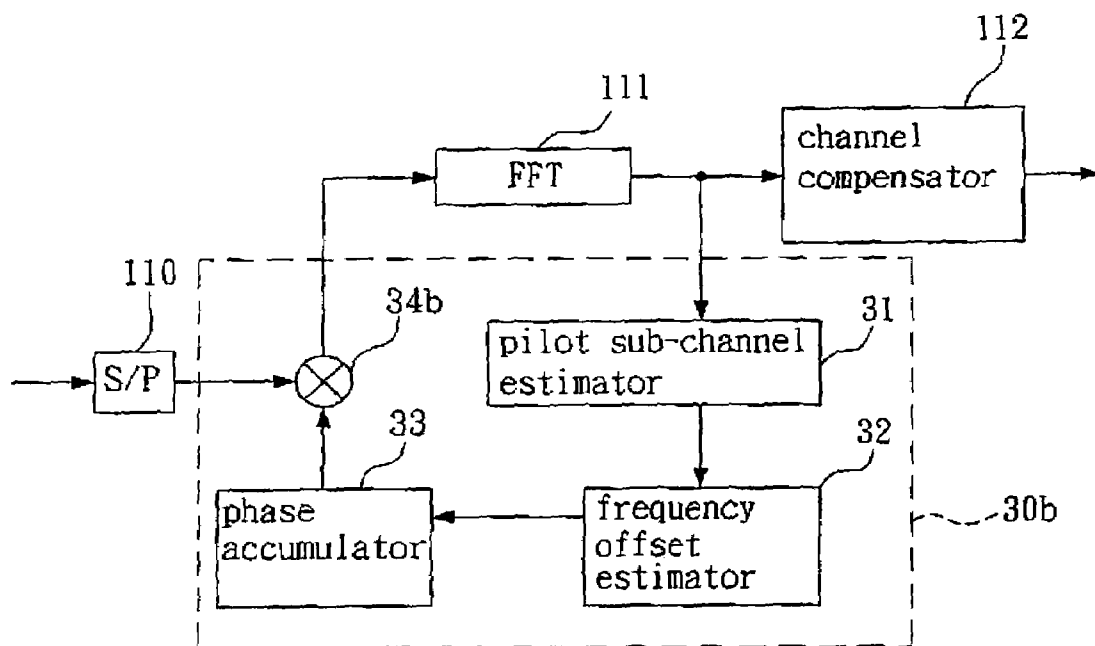 112
111
channel
compensator
FFT
110
34b
31
S/P
pilot sub-channel
estimator
33
32
phase
accumulator
frequency
offset
estimator
30b